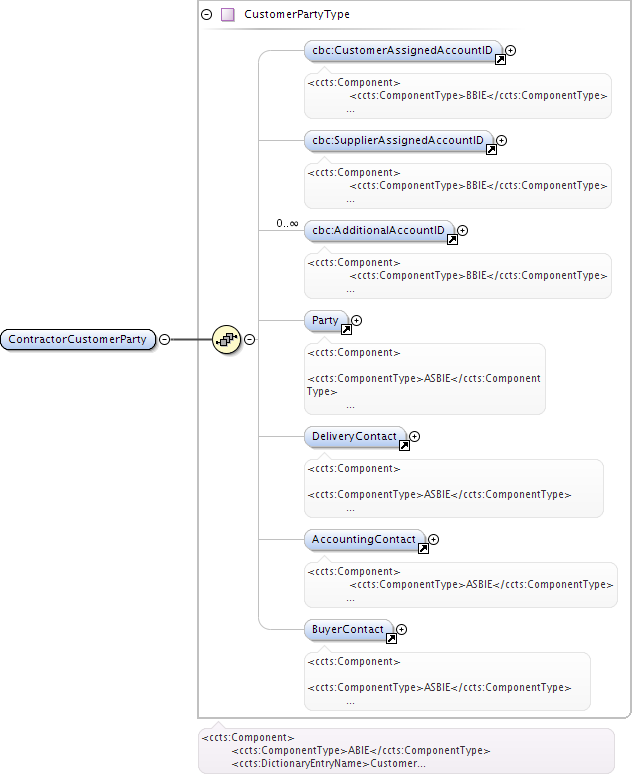 CustomerPartyType
cbc:CustomerAssignedAccountID
<ccts:Component>
<ccts:ComponentType>BBIE</ccts:ComponentType>
...
cbc:SupplierAssignedAccountID
<ccts:Component>
<ccts:ComponentType>BBIE</ccts:ComponentType>
...
0..∞
cbc:AdditionalAccountID
<ccts:Component>
<ccts:ComponentType>BBIE</ccts:ComponentType>
...
Party
<ccts:Component>
<ccts:ComponentType>ASBIE</ccts:Component
Type>
...
ContractorCustomerParty
DeliveryContact
<ccts:Component>
<ccts:ComponentType>ASBIE</ccts:ComponentType>
...
AccountingContact
<ccts:Component>
<ccts:ComponentType>ASBIE</ccts:ComponentType>
...
BuyerContact
<ccts:Component>
<ccts:ComponentType>ASBIE</ccts:ComponentType>
...
<ccts:Component>
<ccts:ComponentType>ABIE</ccts:ComponentType>
<ccts:DictionaryEntryName>Customer...